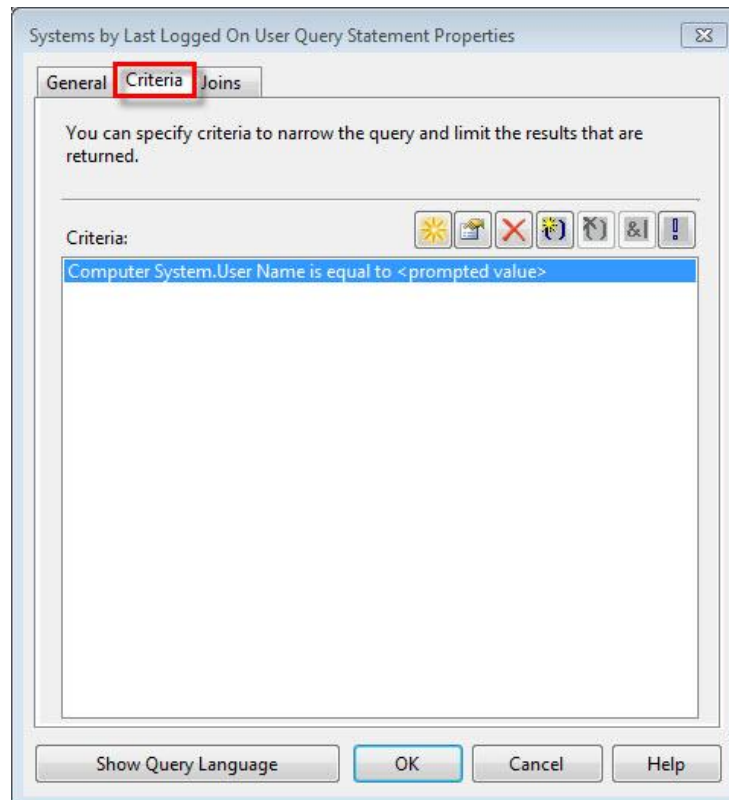 Systems by Last Logged On User Query Statement Properties
General Criteria Joins
You can specify criteria to narrow the query and limit the results that are
returned.
Criteria:
&|
!
Computer System.User Name is equal to <prompted value>
Show Query Language OK Cancel Help